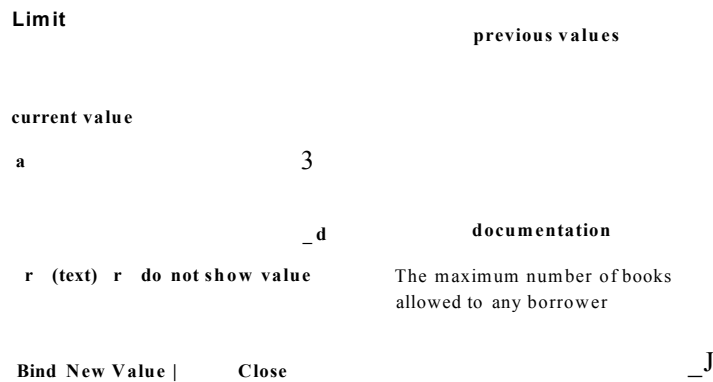 Limit
previous values
current value
a 3
_d
documentation
r (text) r do not show value
The maximum number of books
allowed to any borrower
_J
Bind New Value | Close